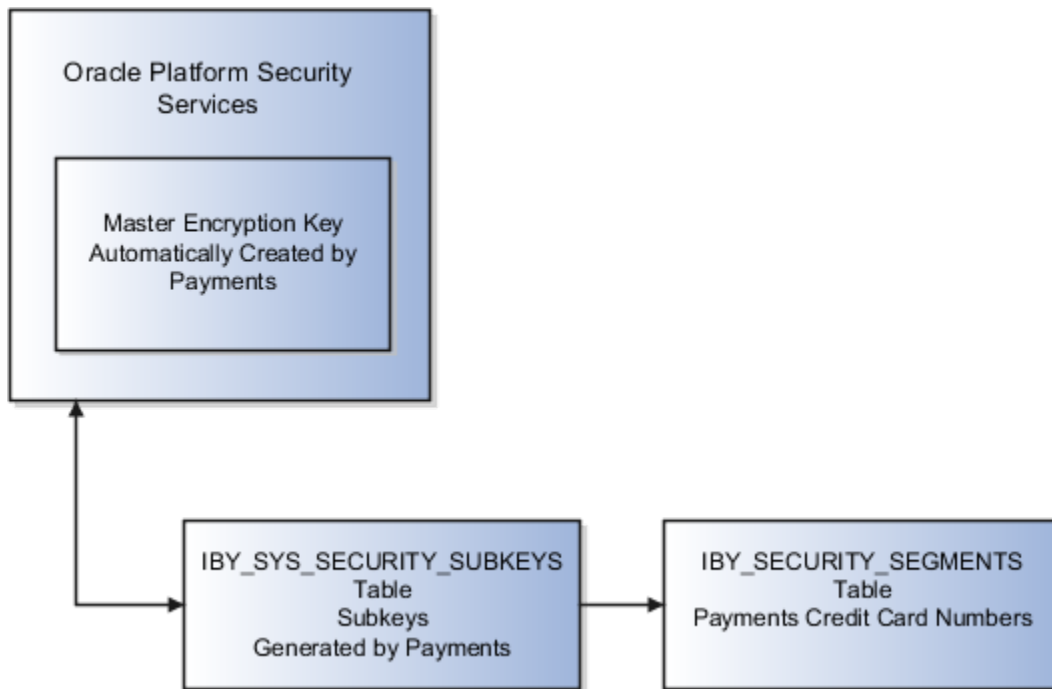 Oracle Platform Security
Services
Master Encryption Key
Automatically Created by
Payments
IBY_SYS_SECURITY_SUBKEYS
Table
Subkeys
Generated by Payments
IBY_SECURITY_SEGMENTS
Table
Payments Credit Card Numbers